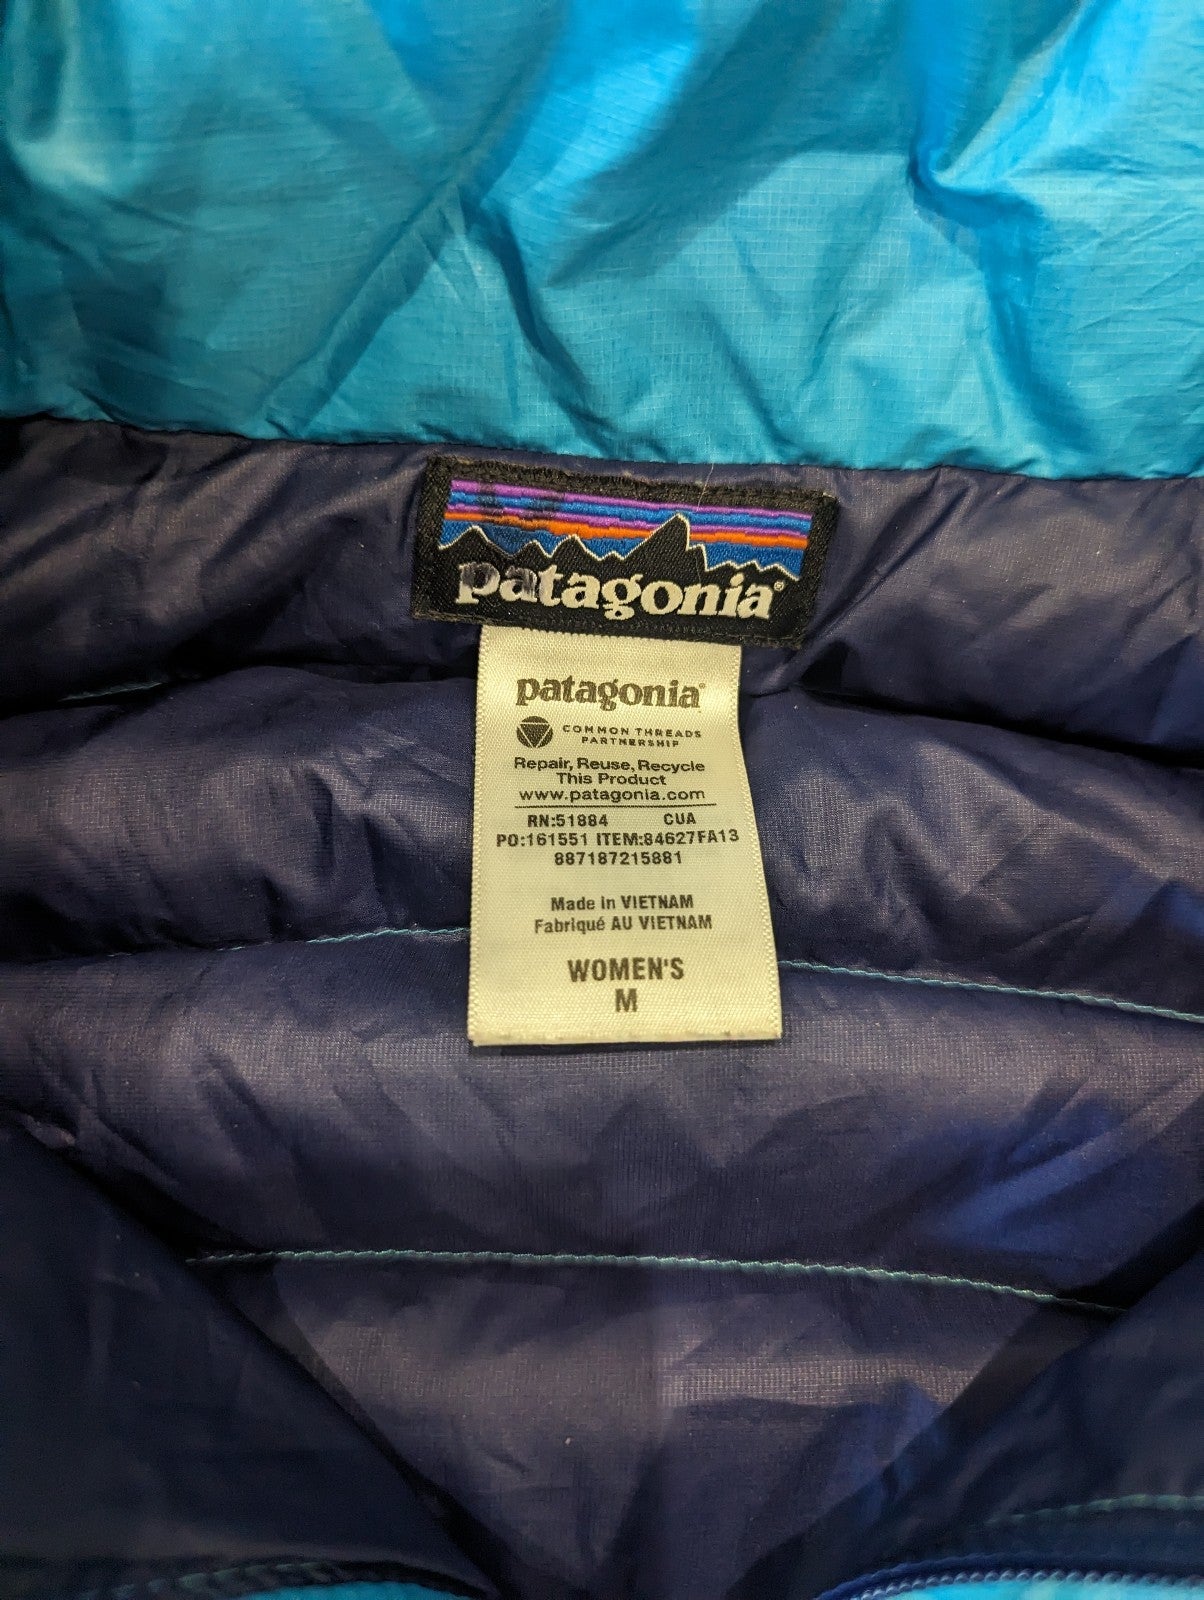 patagonia®
patagonia®
COMMON THREADS
PARTNERSHIP
Repair, Reuse, Recycle
This Product
www.patagonia.com
RN:51884 CUA
PO:161551 ITEM:84627FA13
887187215881
Made in VIETNAM
Fabriqué AU VIETNAM
WOMEN'S
M